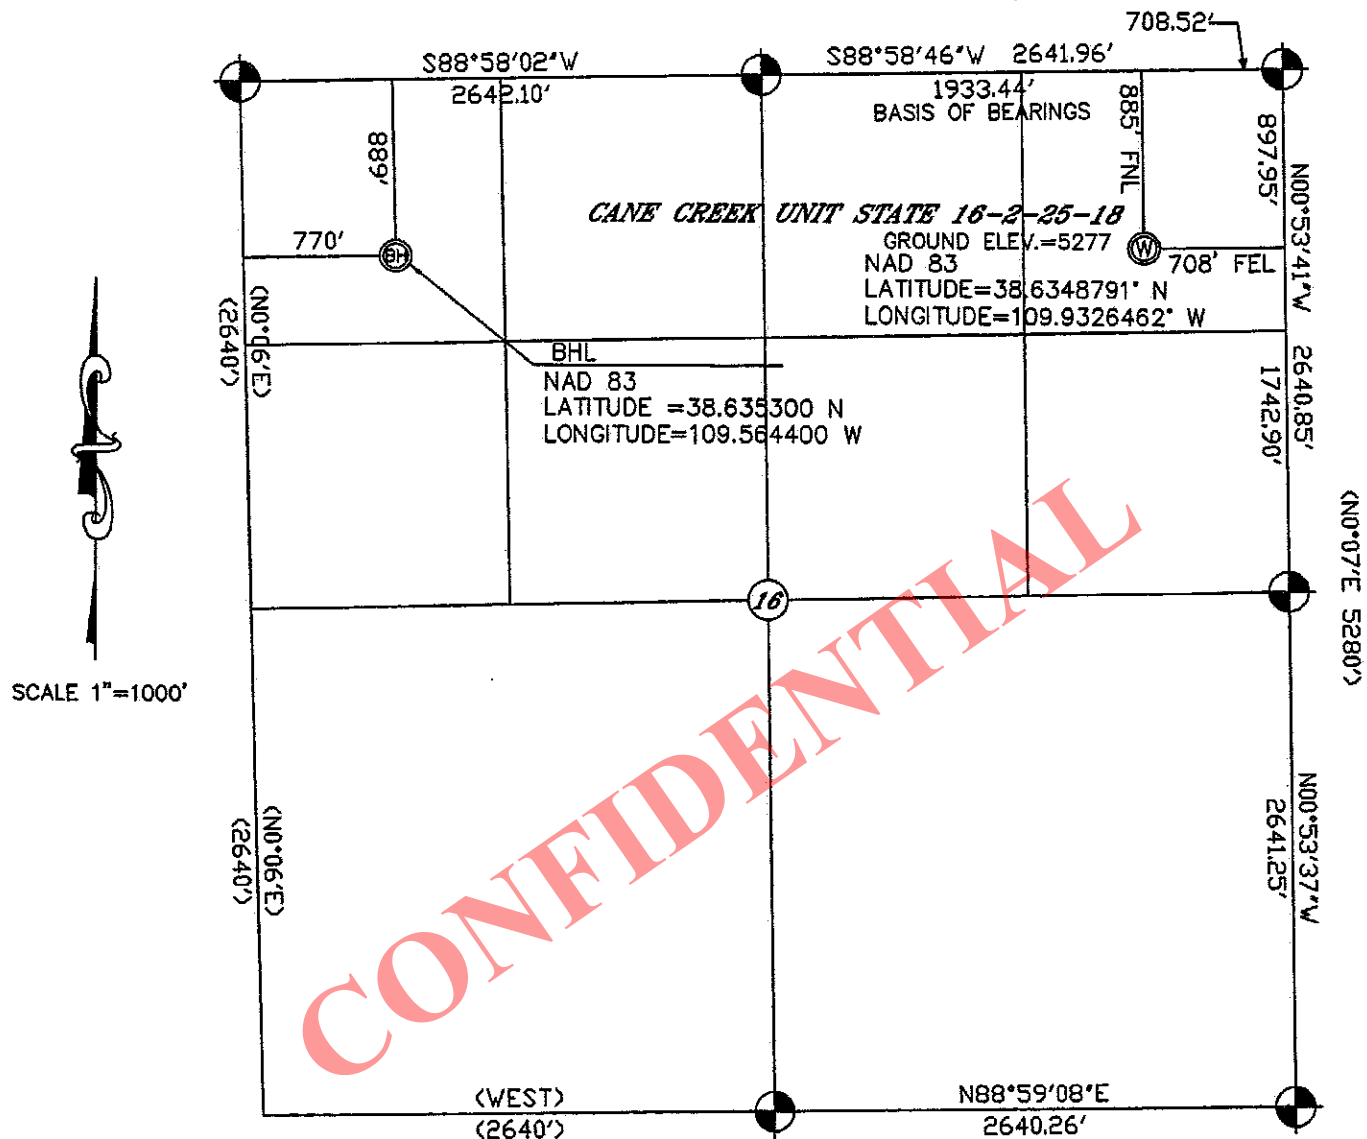 708.52'
S88°58'02"W
2642.10'
S88°58'46"W 2641.96'
1933.44'
BASIS OF BEARINGS
889'
885' FNL
897.95'
N00°53'41"W 2640.85'
CANE CREEK UNIT STATE 16-2-25-18
GROUND ELEV.=5277
W
708' FEL
NAD 83
LATITUDE=38.6348791° N
LONGITUDE=109.9326462° W
770'
BH
(N0°06'E)
(2640')
BHL
NAD 83
LATITUDE =38.635300 N
LONGITUDE=109.564400 W
1742.90'
(N0°07'E 5280')
16
SCALE 1"=1000'
CONFIDENTIAL
(N0°06'E)
(2640')
N00°53'37"W
2641.25'
(WEST)
(2640')
N88°59'08"E
2640.26'